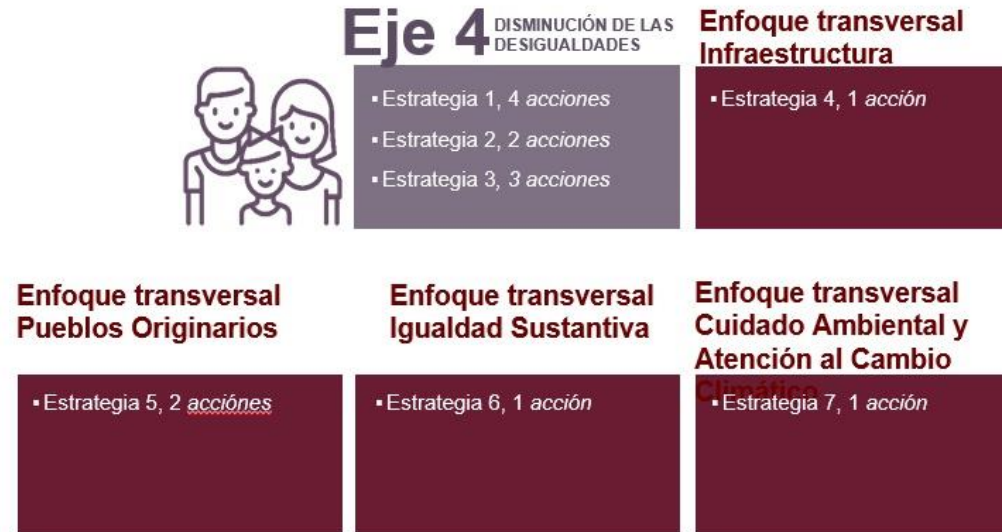 Eje 4 DISMINUCIÓN DE LAS
DESIGUALDADES
▪ Estrategia 1, 4 acciones
▪ Estrategia 2, 2 acciones
▪ Estrategia 3, 3 acciones
Enfoque transversal
Infraestructura
▪ Estrategia 4, 1 acción
Enfoque transversal
Pueblos Originarios
▪ Estrategia 5, 2 acciónes
Enfoque transversal
Igualdad Sustantiva
▪ Estrategia 6, 1 acción
Enfoque transversal
Cuidado Ambiental y
Atención al Cambio
Climático
▪ Estrategia 7, 1 acción